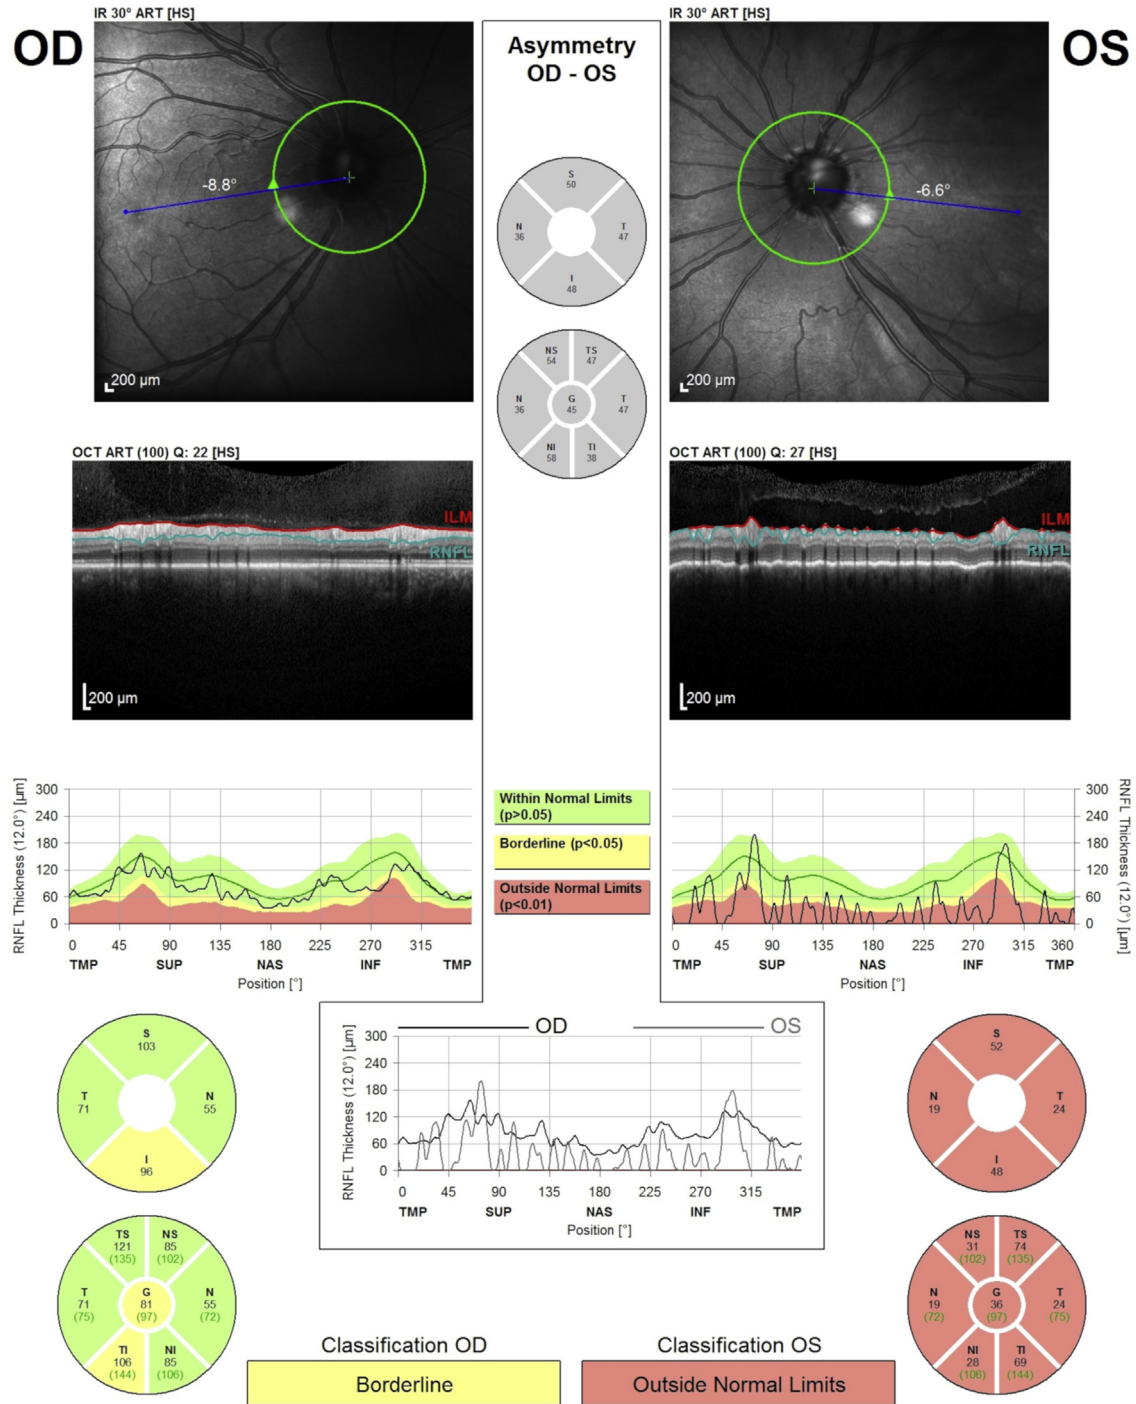 IR 30° ART [HS]
OD
-8.8°
200 µm
Asymmetry
OD - OS
S
50
N
36
T
47
I
48
NS
54
TS
47
N
36
G
45
T
47
NI
58
TI
38
IR 30° ART [HS]
OS
-6.6°
200 µm
OCT ART (100) Q: 22 [HS]
ILM
RNFL
200 µm
OCT ART (100) Q: 27 [HS]
ILM
RNFL
200 µm
RNFL Thickness (12.0°) [µm]
300
240
180
120
60
0
0 45 90 135 180 225 270 315
TMP SUP NAS INF TMP
Position [°]
Within Normal Limits
(p>0.05)
Borderline (p<0.05)
Outside Normal Limits
(p<0.01)
300
240
180
120
60
0
RNFL Thickness (12.0°) [µm]
0 45 90 135 180 225 270 315 360
TMP SUP NAS INF TMP
Position [°]
S
103
T
71
N
55
I
96
OD OS
RNFL Thickness (12.0°) [µm]
300
240
180
120
60
0
0 45 90 135 180 225 270 315
TMP SUP NAS INF TMP
Position [°]
S
52
N
19
T
24
I
48
TS
121
(135)
NS
85
(102)
T
71
(75)
G
81
(97)
N
55
(72)
TI
106
(144)
NI
85
(106)
Classification OD
Borderline
Classification OS
Outside Normal Limits
NS
31
(102)
TS
74
(135)
N
19
(72)
G
36
(97)
T
24
(75)
NI
28
(106)
TI
69
(144)